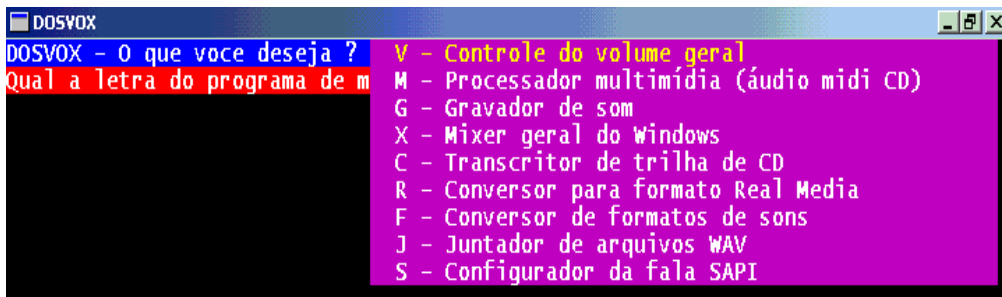 DOSVOX
DOSVOX - O que voce deseja ?
Qual a letra do programa de m
V - Controle do volume geral
M - Processador multimídia (áudio midi CD)
G - Gravador de som
X - Mixer geral do Windows
C - Transcritor de trilha de CD
R - Conversor para formato Real Media
F - Conversor de formatos de sons
J - Juntador de arquivos WAV
S - Configurador da fala SAPI